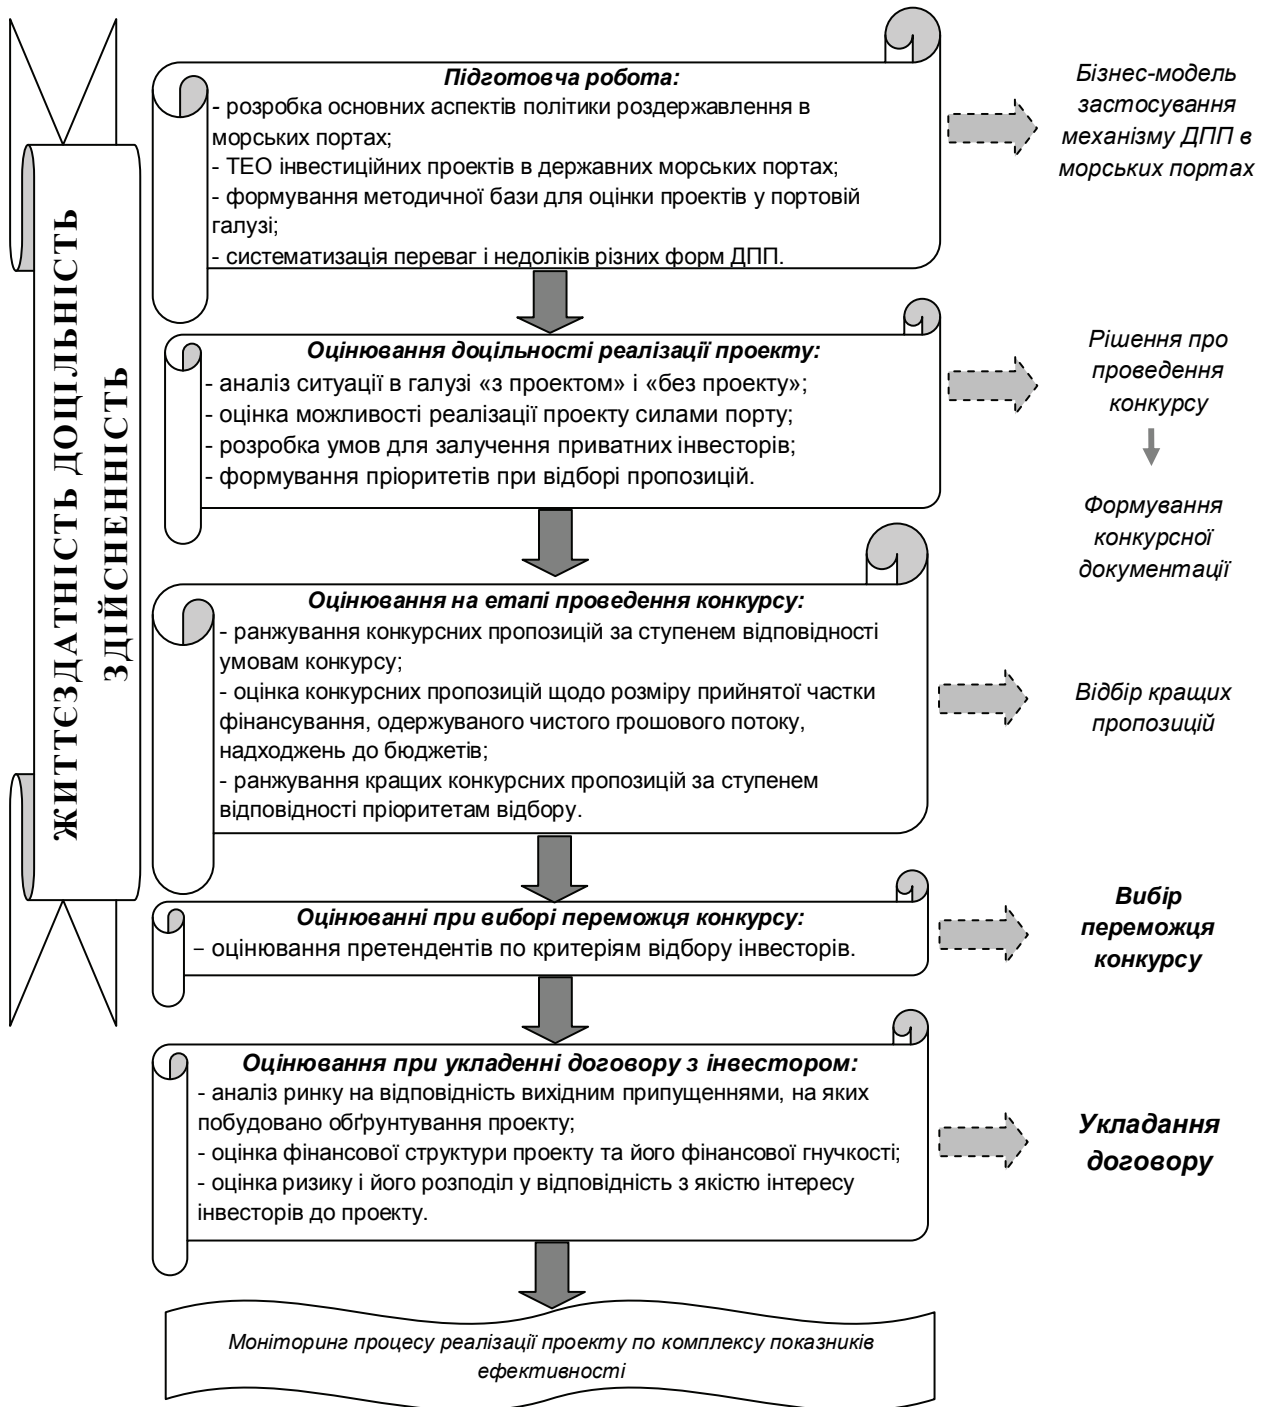 ЖИТТЄЗДАТНІСТЬ ДОЦІЛЬНІСТЬ
ЗДІЙСНЕННІСТЬ
Підготовча робота:
- розробка основних аспектів політики роздержавлення в
морських портах;
- ТЕО інвестиційних проектів в державних морських портах;
- формування методичної бази для оцінки проектів у портовій
галузі;
- систематизація переваг і недоліків різних форм ДПП.
Бізнес-модель
застосування
механізму ДПП в
морських портах
Оцінювання доцільності реалізації проекту:
- аналіз ситуації в галузі «з проектом» і «без проекту»;
- оцінка можливості реалізації проекту силами порту;
- розробка умов для залучення приватних інвесторів;
- формування пріоритетів при відборі пропозицій.
Рішення про
проведення
конкурсу
Формування
конкурсної
документації
Оцінювання на етапі проведення конкурсу:
- ранжування конкурсних пропозицій за ступенем відповідності
умовам конкурсу;
- оцінка конкурсних пропозицій щодо розміру прийнятої частки
фінансування, одержуваного чистого грошового потоку,
надходжень до бюджетів;
- ранжування кращих конкурсних пропозицій за ступенем
відповідності пріоритетам відбору.
Відбір кращих
пропозицій
Оцінюванні при виборі переможця конкурсу:
– оцінювання претендентів по критеріям відбору інвесторів.
Вибір
переможця
конкурсу
Оцінювання при укладенні договору з інвестором:
- аналіз ринку на відповідність вихідним припущеннями, на яких
побудовано обґрунтування проекту;
- оцінка фінансової структури проекту та його фінансової гнучкості;
- оцінка ризику і його розподіл у відповідність з якістю інтересу
інвесторів до проекту.
Укладання
договору
Моніторинг процесу реалізації проекту по комплексу показників
ефективності